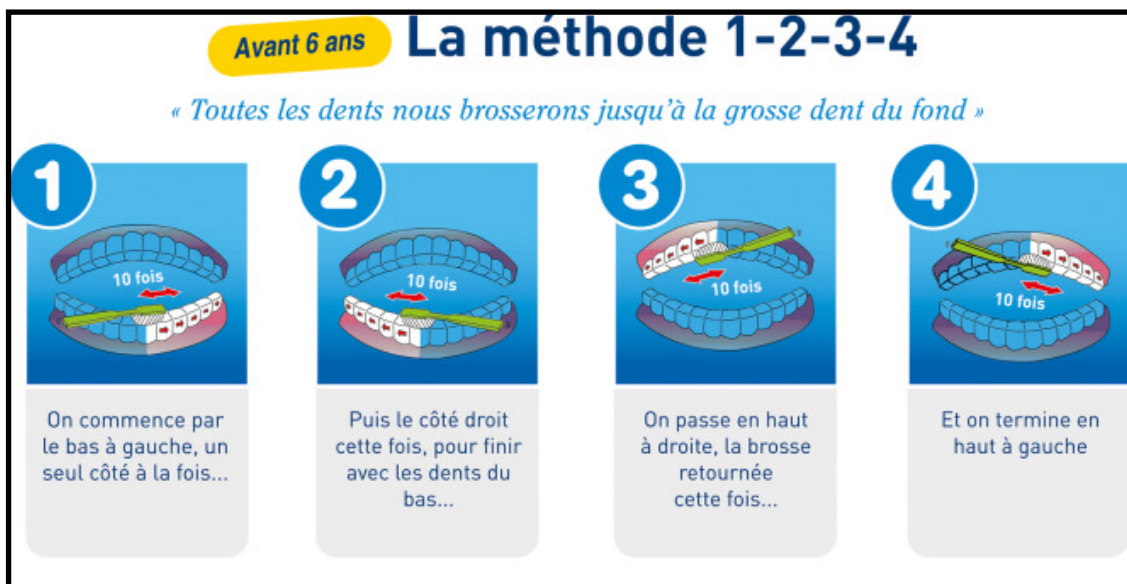 Avant 6 ans La méthode 1-2-3-4
« Toutes les dents nous brosserons jusqu'à la grosse dent du fond »
1
10 fois
On commence par
le bas à gauche, un
seul côté à la fois...
2
10 fois
Puis le côté droit
cette fois, pour finir
avec les dents du
bas...
3
10 fois
On passe en haut
à droite, la brosse
retournée
cette fois...
4
10 fois
Et on termine en
haut à gauche